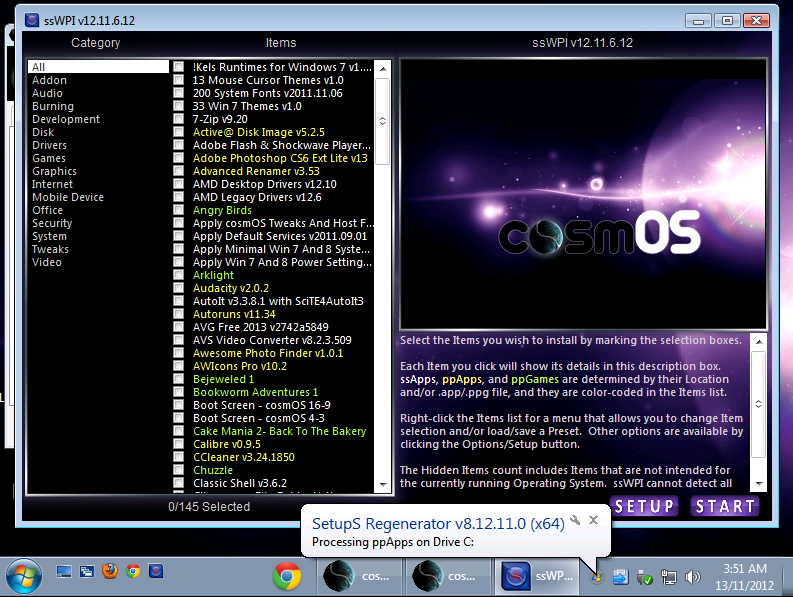 ssWPI v12.11.6.12
Category
Items
ssWPI v12.11.6.12
All
Addon
Audio
Burning
Development
Disk
Drivers
Games
Graphics
Internet
Mobile Device
Office
Security
System
Tweaks
Video
!Kels Runtimes for Windows 7 v1....
13 Mouse Cursor Themes v1.0
200 System Fonts v2011.11.06
33 Win 7 Themes v1.0
7-Zip v9.20
Active@ Disk Image v5.2.5
Adobe Flash & Shockwave Player...
Adobe Photoshop CS6 Ext Lite v13
Advanced Renamer v3.53
AMD Desktop Drivers v12.10
AMD Legacy Drivers v12.6
Angry Birds
Apply cosmOS Tweaks And Host F...
Apply Default Services v2011.09.01
Apply Minimal Win 7 And 8 Syste...
Apply Win 7 And 8 Power Setting...
Arklight
Audacity v2.0.2
AutoIt v3.3.8.1 with SciTE4AutoIt3
Autoruns v11.34
AVG Free 2013 v2742a5849
AVS Video Converter v8.2.3.509
Awesome Photo Finder v1.0.1
AWIcons Pro v10.2
Bejeweled 1
Bookworm Adventures 1
Boot Screen - cosmOS 16-9
Boot Screen - cosmOS 4-3
Cake Mania 2- Back To The Bakery
Calibre v0.9.5
CCleaner v3.24.1850
Chuzzle
Classic Shell v3.6.2
0/145 Selected
cosmOS
Select the Items you wish to install by marking the selection boxes.
Each Item you click will show its details in this description box.
ssApps, ppApps, and ppGames are determined by their Location
and/or .app/.ppg file, and they are color-coded in the Items list.
Right-click the Items list for a menu that allows you to change Item
selection and/or load/save a Preset.  Other options are available by
clicking the Options/Setup button.
The Hidden Items count includes Items that are not intended for
the currently running Operating System.  ssWPI cannot detect all
SETUP
START
SetupS Regenerator v8.12.11.0 (x64)
Processing ppApps on Drive C:
cos...
cos...
ssWP...
3:51 AM
13/11/2012